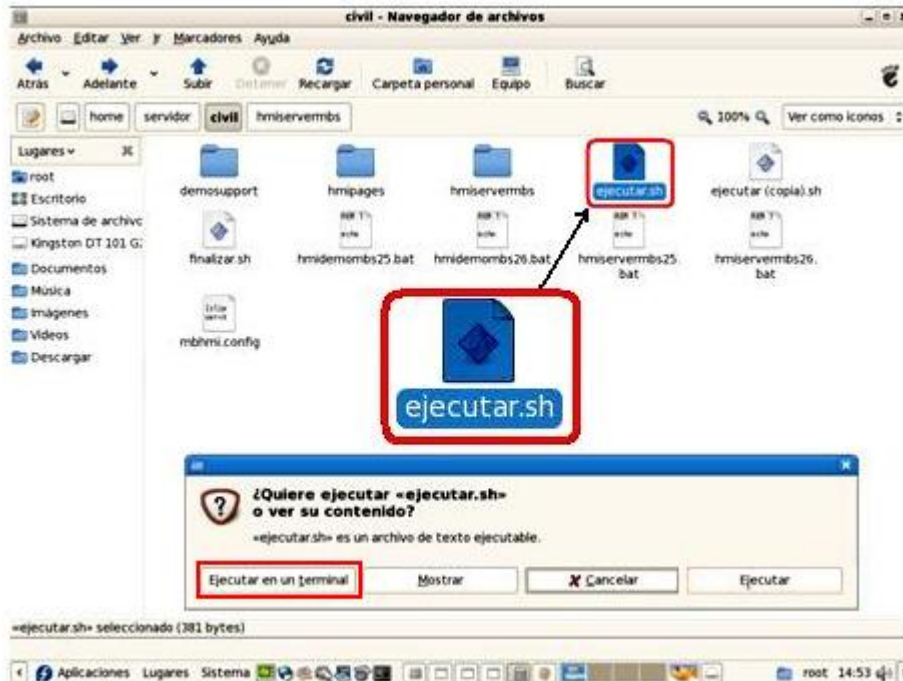 civil - Navegador de archivos
Archivo Editar Ver Ir Marcadores Ayuda
Atrás Adelante Subir Detener Recargar Carpeta personal Equipo Buscar
home servidor civil hmiservermbs 100% Ver como iconos
Lugares
root
Escritorio
Sistema de archivc
Kingston DT 101 G
Documentos
Música
Imágenes
Videos
Descargar
demosupport hmipages hmiservermbs ejecutar.sh ejecutar (copia).sh
finalizar.sh hmidemombs25.bat hmidemombs26.bat hmiservermbs25.bat hmiservermbs26.bat
mbhmi.config
ejecutar.sh
¿Quiere ejecutar «ejecutar.sh»
o ver su contenido?
«ejecutar.sh» es un archivo de texto ejecutable.
Ejecutar en un terminal Mostrar Cancelar Ejecutar
«ejecutar.sh» seleccionado (381 bytes)
Aplicaciones Lugares Sistema root 14:53